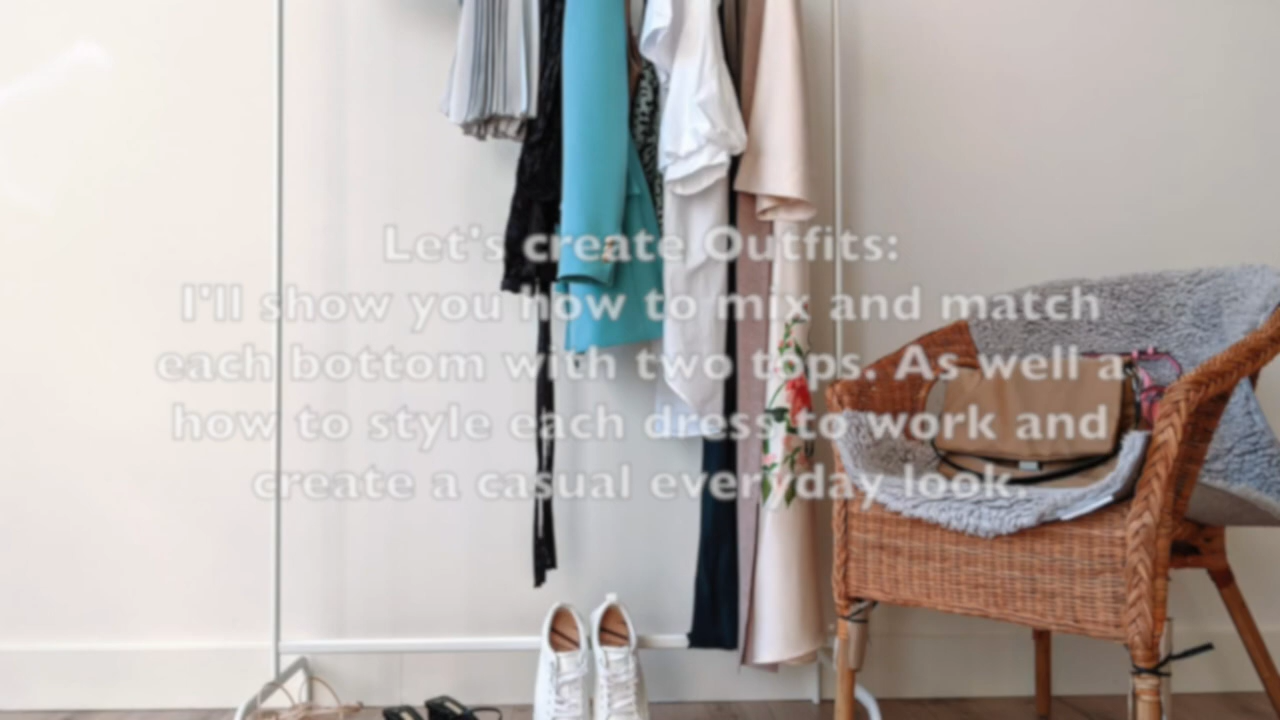 Let's create Outfits:
I'll show you how to mix and match
each bottom with two tops. As well a
how to style each dress to work and
create a casual everyday look.